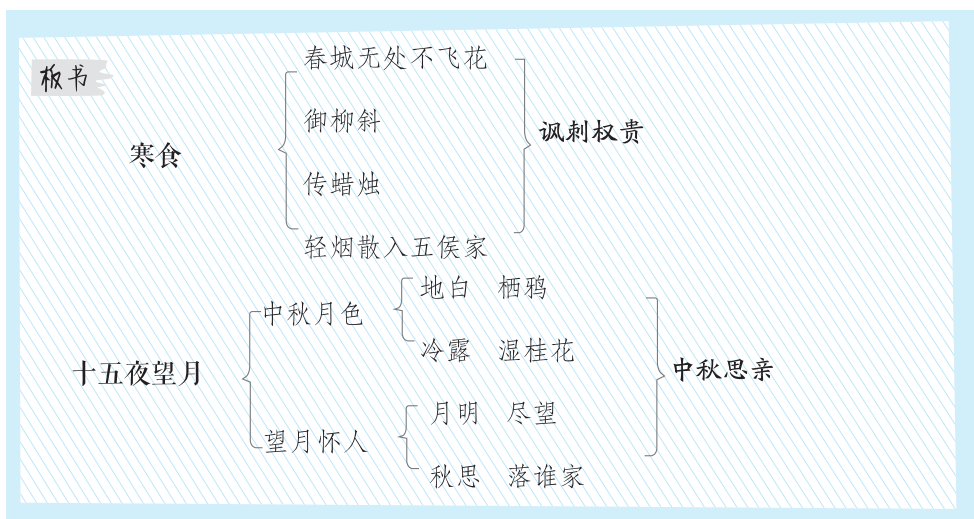 板书
春城无处不飞花
御柳斜
讽刺权贵
寒食
传蜡烛
轻烟散入五侯家
地白 栖鸦
中秋月色
冷露 湿桂花
十五夜望月
中秋思亲
月明 尽望
望月怀人
秋思 落谁家